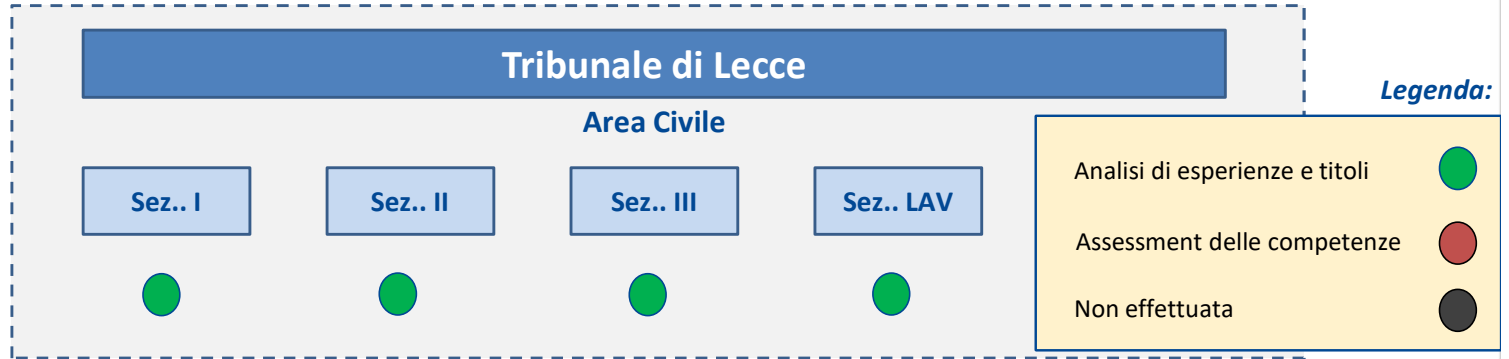 Tribunale di Lecce
Legenda:
Area Civile
Sez.. I
Sez.. II
Sez.. III
Sez.. LAV
Analisi di esperienze e titoli
Assessment delle competenze
Non effettuata